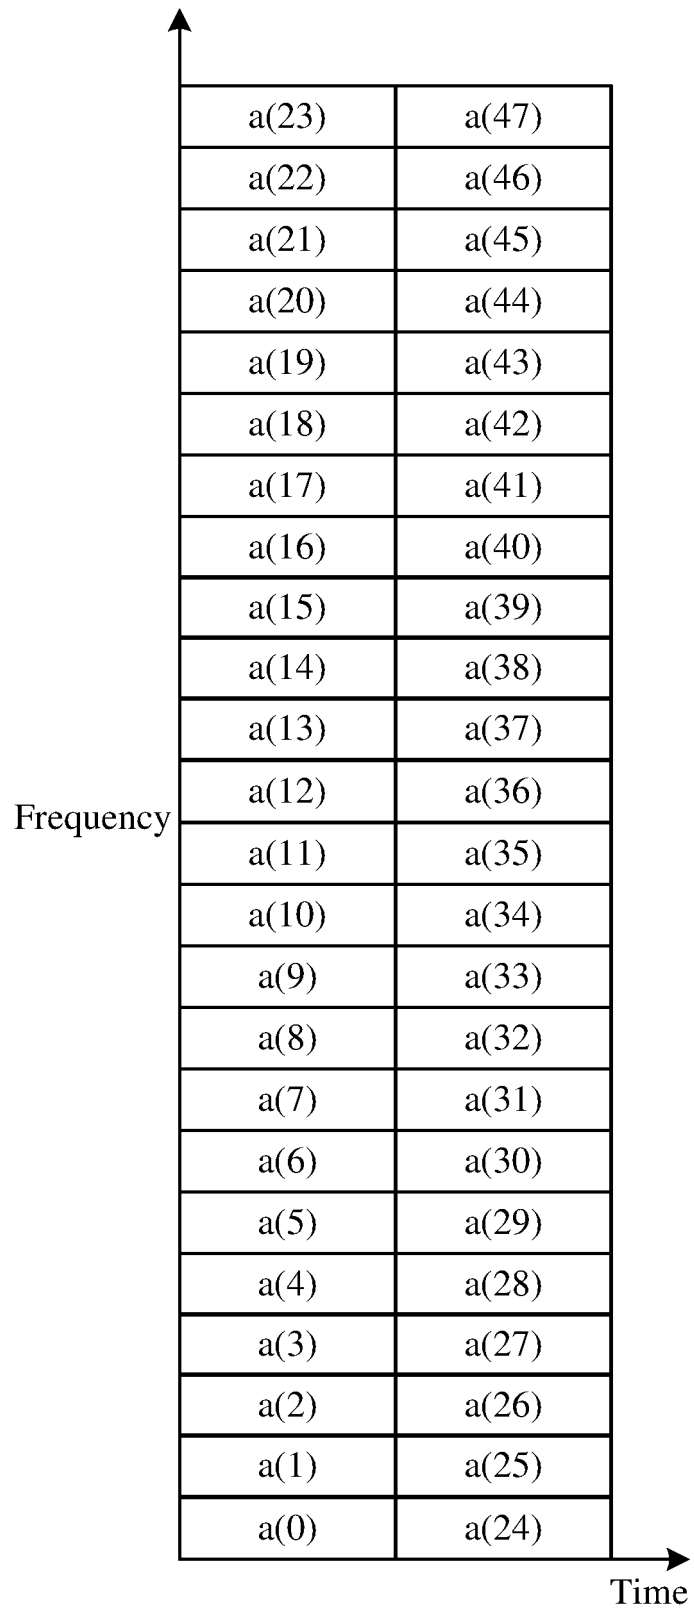 a(23) a(47)
a(22) a(46)
a(21) a(45)
a(20) a(44)
a(19) a(43)
a(18) a(42)
a(17) a(41)
a(16) a(40)
a(15) a(39)
a(14) a(38)
a(13) a(37)
a(12) a(36)
Frequency
a(11) a(35)
a(10) a(34)
a(9) a(33)
a(8) a(32)
a(7) a(31)
a(6) a(30)
a(5) a(29)
a(4) a(28)
a(3) a(27)
a(2) a(26)
a(1) a(25)
a(0) a(24)
Time